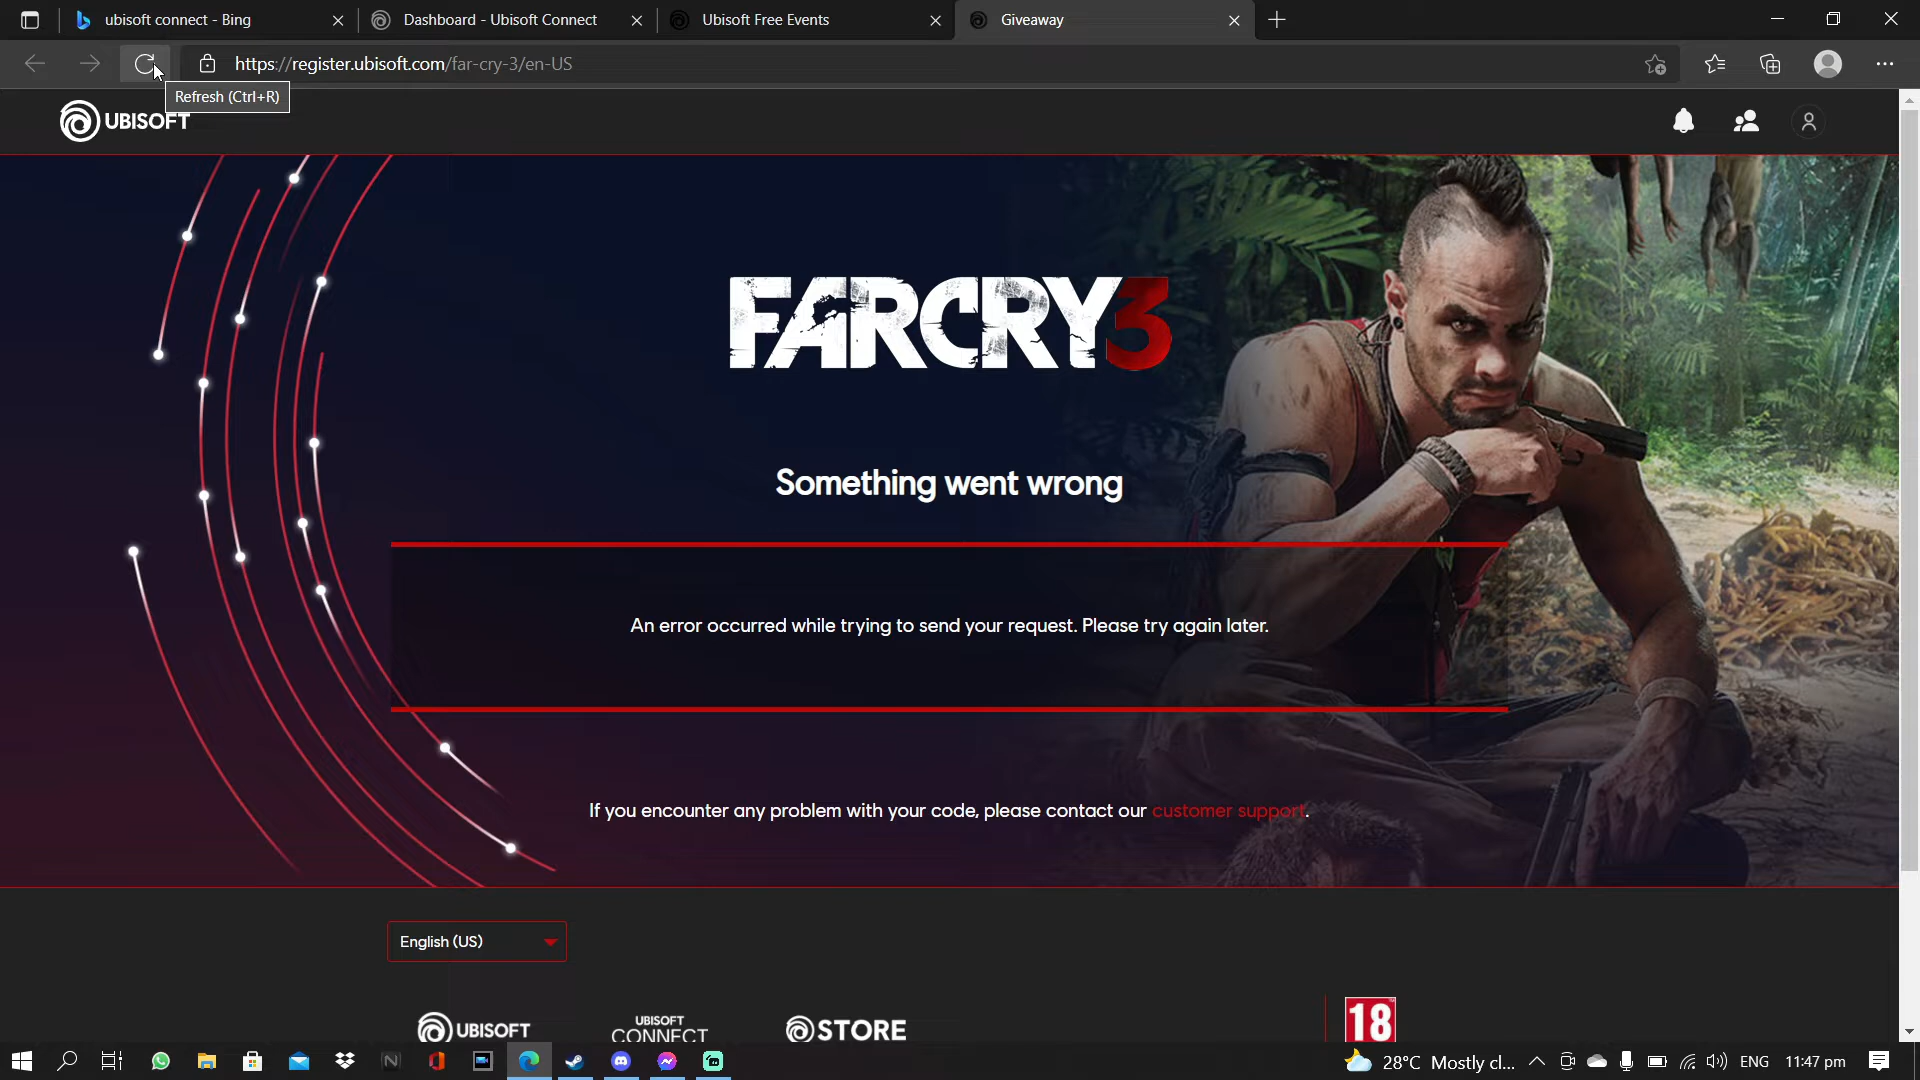 ubisoft connect - Bing
Dashboard - Ubisoft Connect
Ubisoft Free Events
Giveaway
https://register.ubisoft.com/far-cry-3/en-US
Refresh (Ctrl+R)
UBISOFT
FARCRY3
Something went wrong
An error occurred while trying to send your request. Please try again later.
If you encounter any problem with your code, please contact our customer support.
English (US)
UBISOFT
UBISOFT CONNECT
STORE
18
28°C Mostly cl...
ENG
11:47 pm